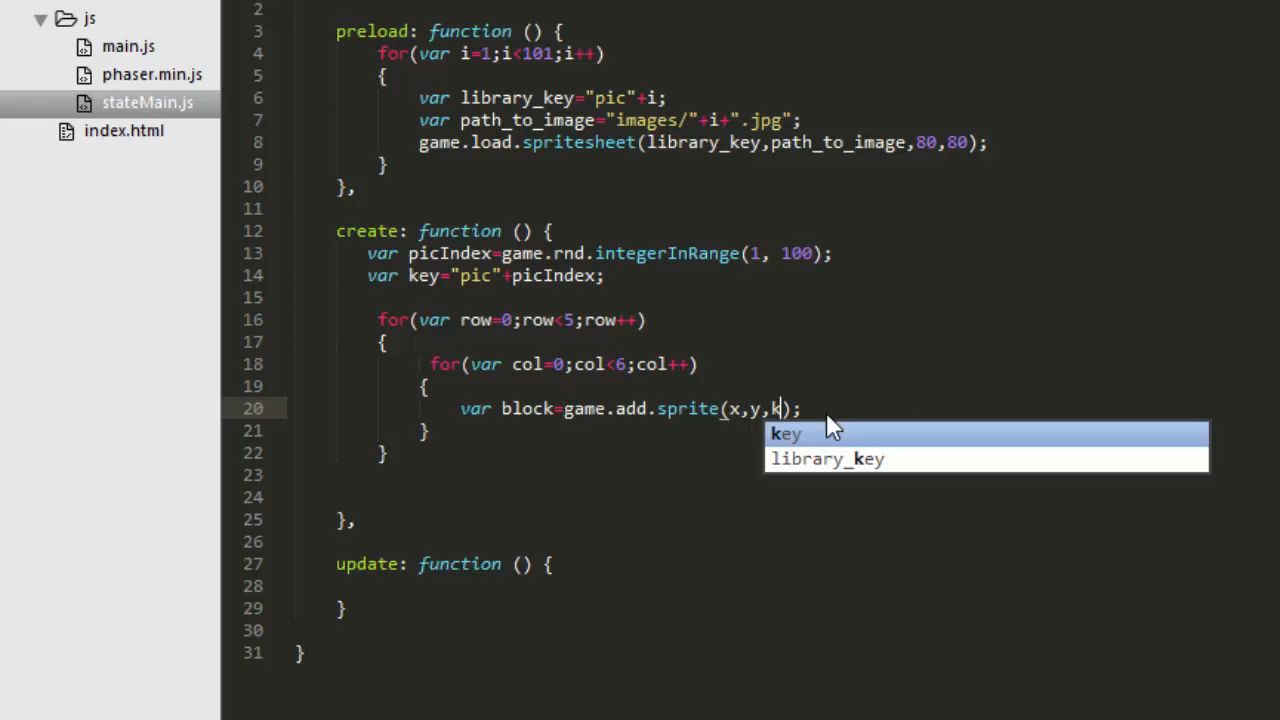 js
main.js
phaser.min.js
stateMain.js
index.html
2
3 preload: function () {
4 for(var i=1;i<101;i++)
5 {
6 var library_key="pic"+i;
7 var path_to_image="images/"+i+".jpg";
8 game.load.spritesheet(library_key,path_to_image,80,80);
9 }
10 },
11
12 create: function () {
13 var picIndex=game.rnd.integerInRange(1, 100);
14 var key="pic"+picIndex;
15
16 for(var row=0;row<5;row++)
17 {
18 for(var col=0;col<6;col++)
19 {
20 var block=game.add.sprite(x,y,k);
21 }
key
22 }
library_key
23
24
25 },
26
27 update: function () {
28
29 }
30
31 }